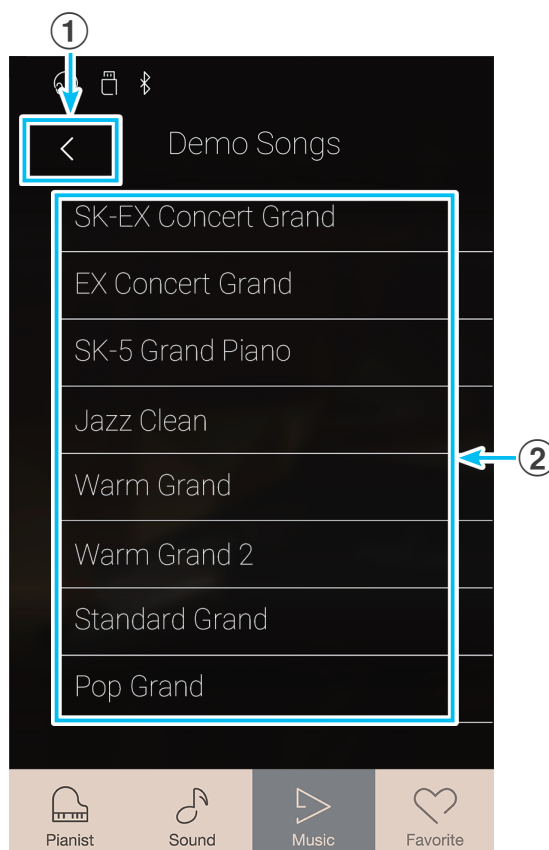 1
Demo Songs
SK-EX Concert Grand
EX Concert Grand
SK-5 Grand Piano
Jazz Clean
2
Warm Grand
Warm Grand 2
Standard Grand
Pop Grand
Pianist Sound Music Favorite